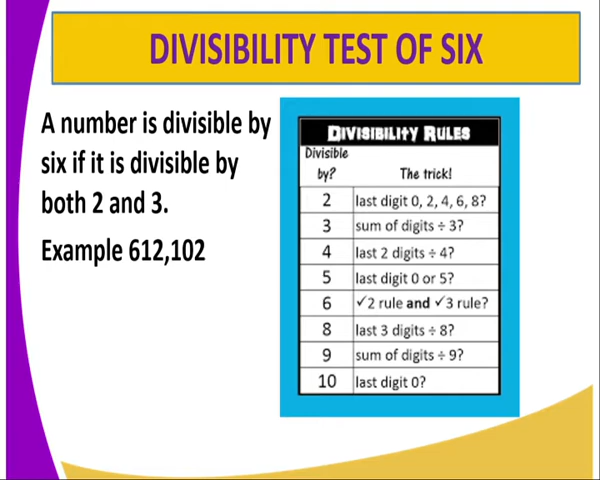 DIVISIBILITY TEST OF SIX
A number is divisible by
six if it is divisible by
both 2 and 3.
Example 612,102
DIVISIBILITY RULES
Divisible
by? The trick!
2 last digit 0, 2, 4, 6, 8?
3 sum of digits ÷ 3?
4 last 2 digits ÷ 4?
5 last digit 0 or 5?
6 ✓2 rule and ✓3 rule?
8 last 3 digits ÷ 8?
9 sum of digits ÷ 9?
10 last digit 0?